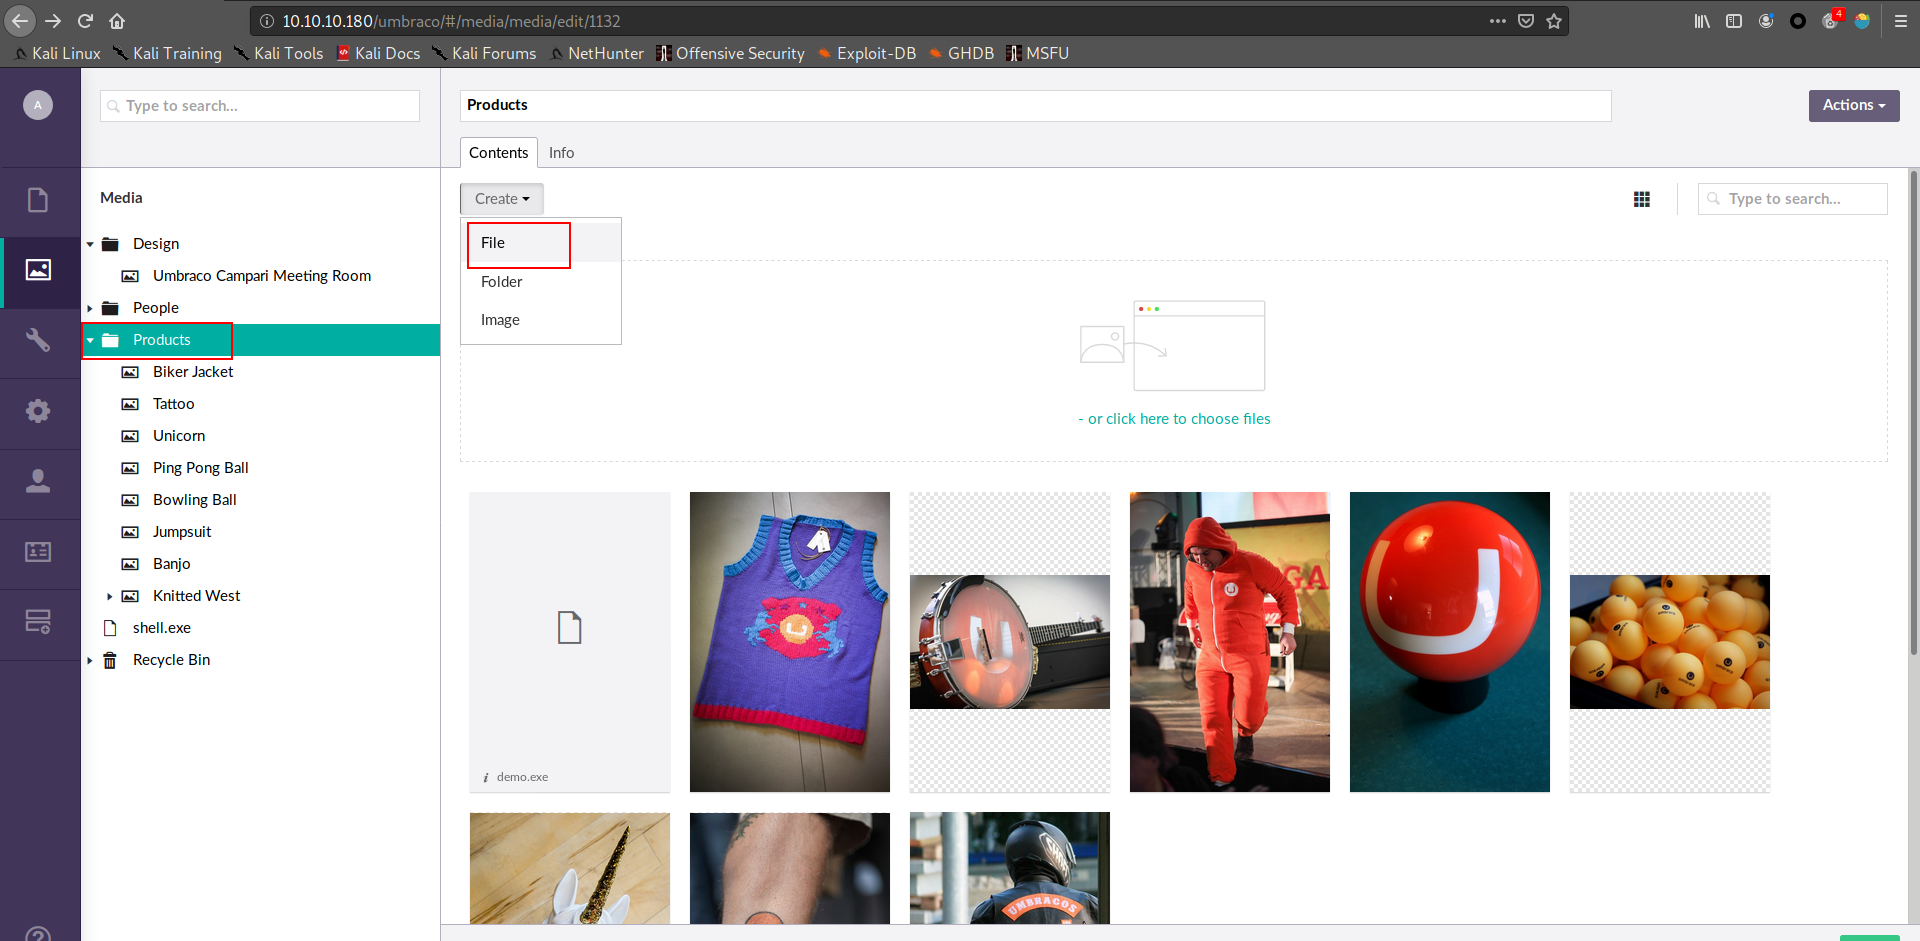 10.10.10.180/umbraco/#/media/media/edit/1132
4
Kali Linux Kali Training Kali Tools Kali Docs Kali Forums NetHunter Offensive Security Exploit-DB GHDB MSFU
A
Type to search...
Products
Actions
Contents Info
Media
Design
Umbraco Campari Meeting Room
People
Products
Biker Jacket
Tattoo
Unicorn
Ping Pong Ball
Bowling Ball
Jumpsuit
Banjo
Knitted West
shell.exe
Recycle Bin
Create
Type to search...
File
Folder
Image
- or click here to choose files
i demo.exe
GA
UMBRACOS